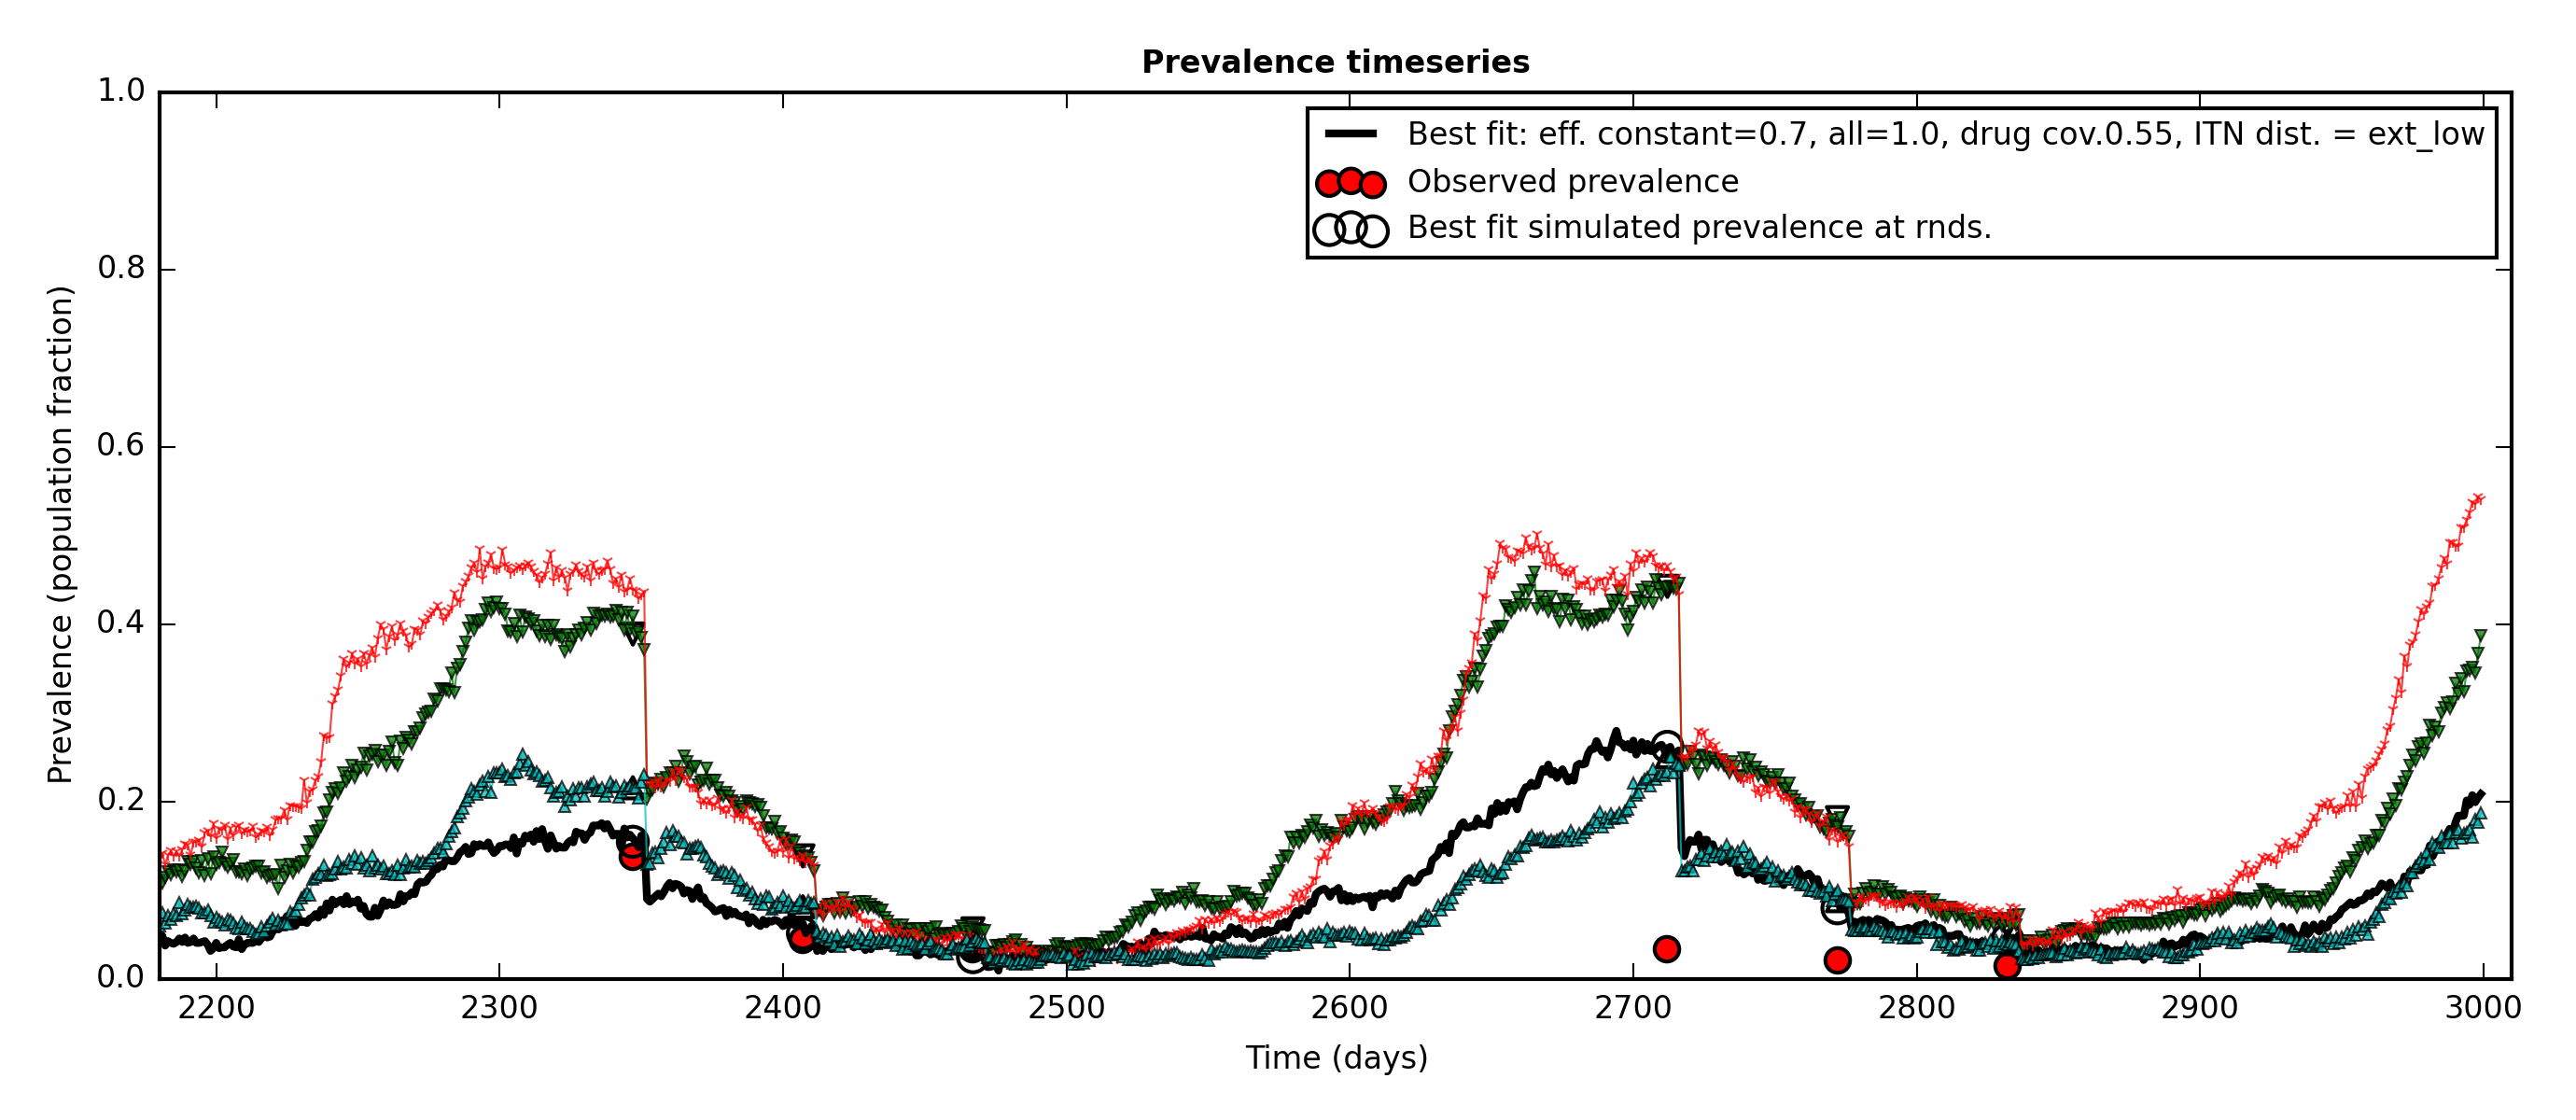 Prevalence timeseries
1.0
0.8
0.6
0.4
0.2
0.0
Prevalence (population fraction)
Best fit: eff. constant=0.7, all=1.0, drug cov.0.55, ITN dist. = ext_low
Observed prevalence
Best fit simulated prevalence at rnds.
2200 2300 2400 2500 2600 2700 2800 2900 3000
Time (days)